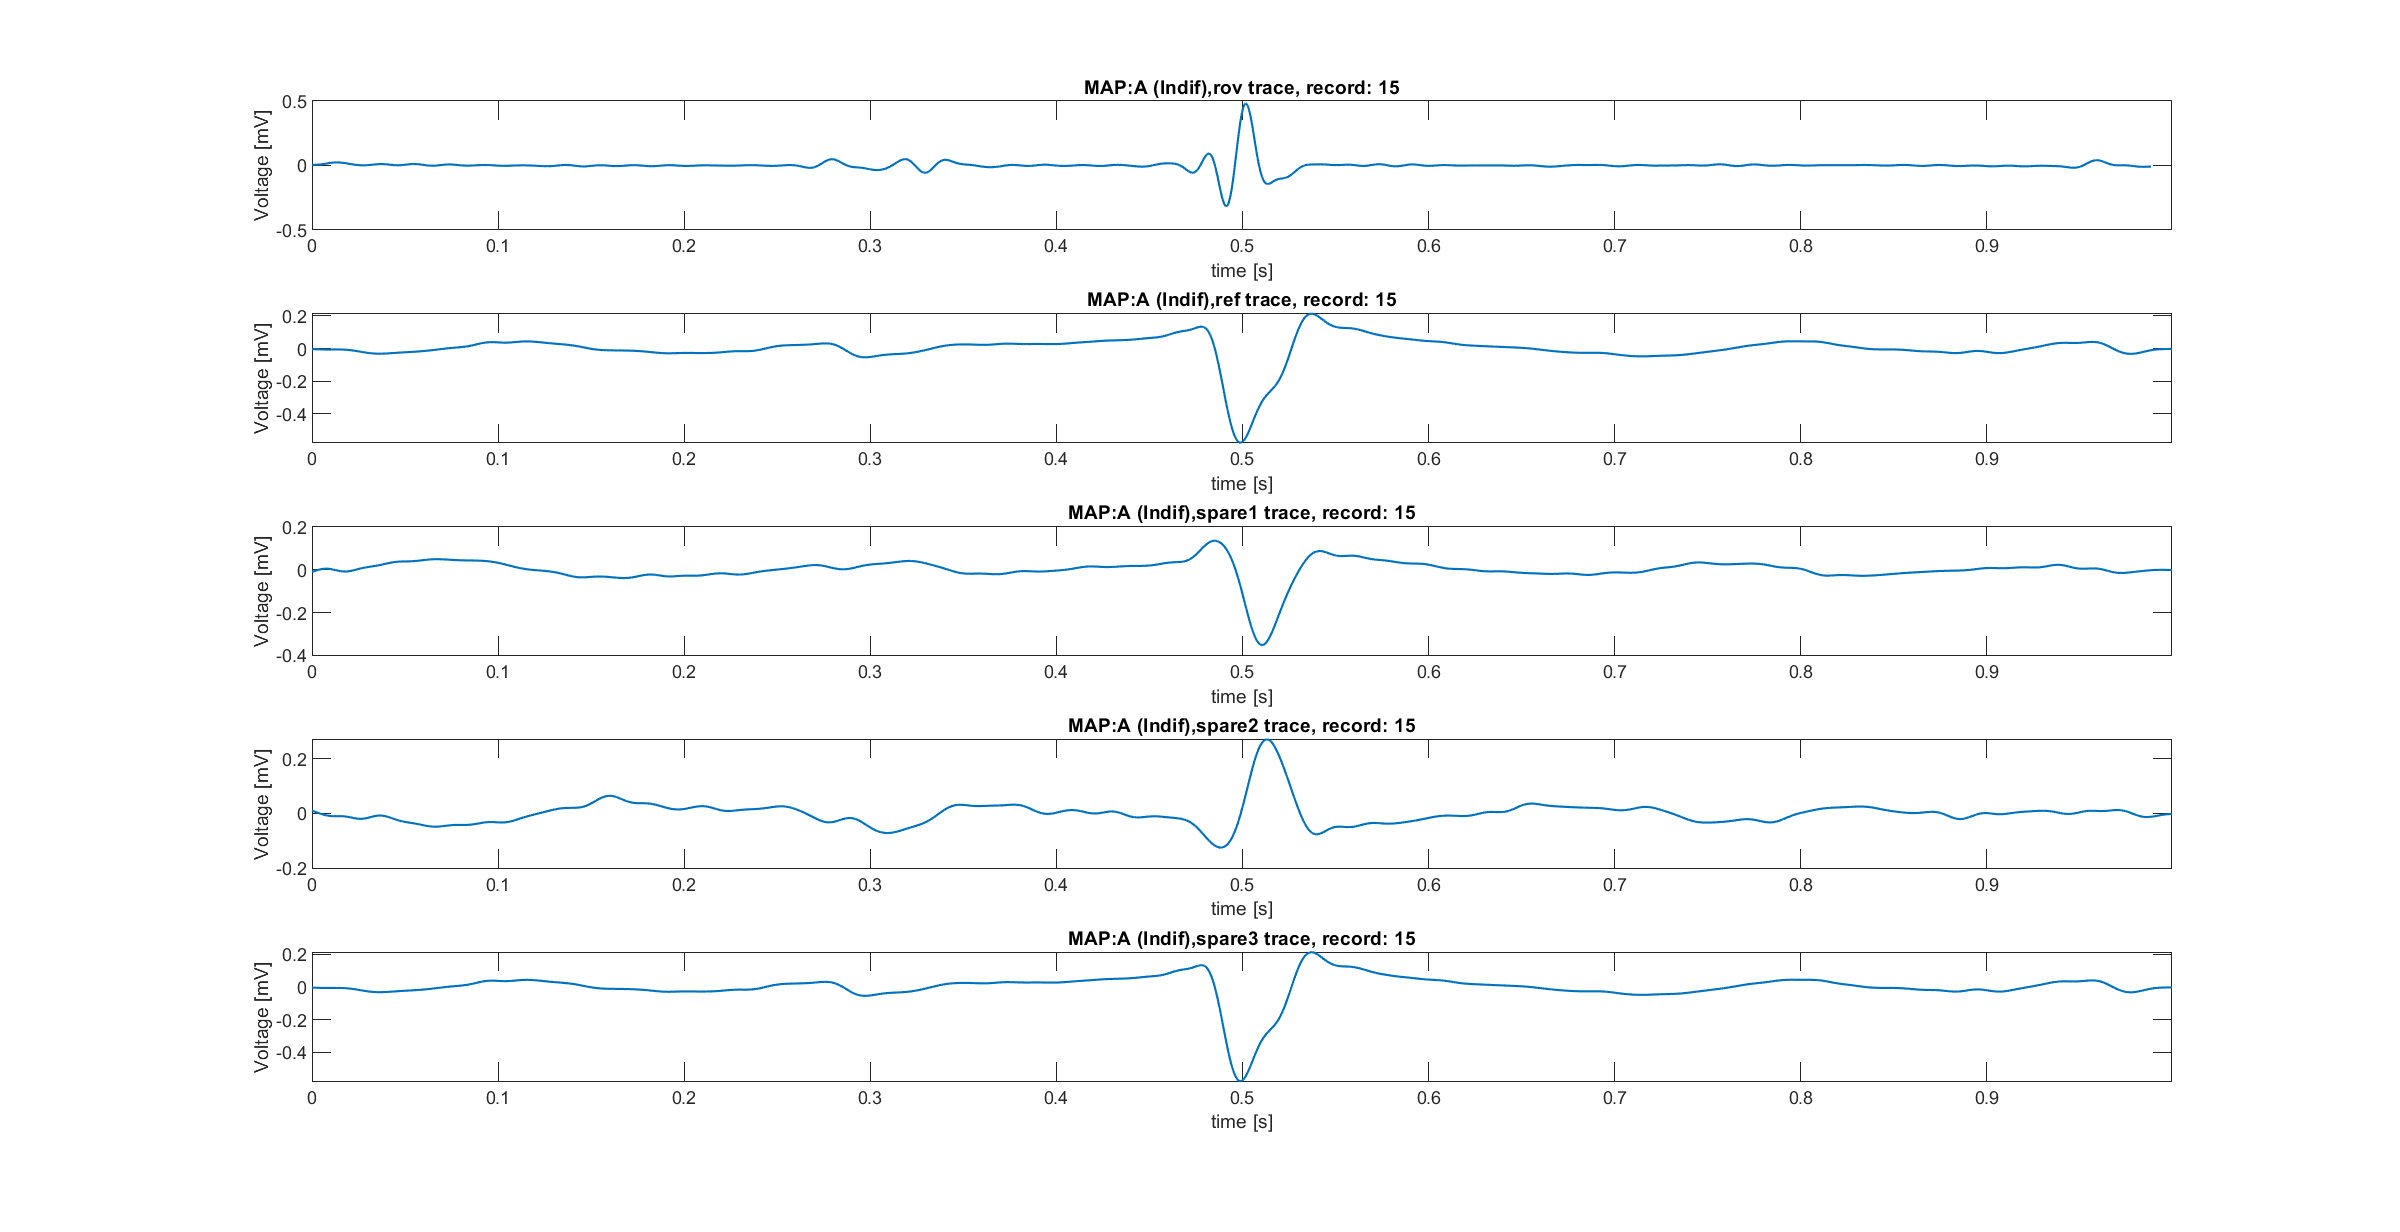 MAP:A (Indif),rov trace, record: 15
0.5
0
-0.5
Voltage [mV]
0 0.1 0.2 0.3 0.4 0.5 0.6 0.7 0.8 0.9
time [s]
MAP:A (Indif),ref trace, record: 15
0.2
0
-0.2
-0.4
Voltage [mV]
0 0.1 0.2 0.3 0.4 0.5 0.6 0.7 0.8 0.9
time [s]
MAP:A (Indif),spare1 trace, record: 15
0.2
0
-0.2
-0.4
Voltage [mV]
0 0.1 0.2 0.3 0.4 0.5 0.6 0.7 0.8 0.9
time [s]
MAP:A (Indif),spare2 trace, record: 15
0.2
0
-0.2
Voltage [mV]
0 0.1 0.2 0.3 0.4 0.5 0.6 0.7 0.8 0.9
time [s]
MAP:A (Indif),spare3 trace, record: 15
0.2
0
-0.2
-0.4
Voltage [mV]
0 0.1 0.2 0.3 0.4 0.5 0.6 0.7 0.8 0.9
time [s]